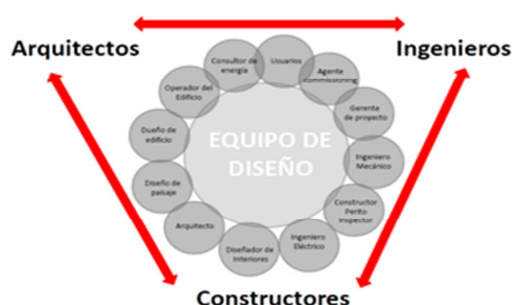 Arquitectos
Ingenieros
Consultor de
energía
Usuarios
Agente
commissioning
Operador del
Edificio
Gerente
de proyecto
Dueño de
edificio
EQUIPO DE
DISEÑO
Ingeniero
Mecánico
Diseño de
paisaje
Constructor
Perito
Inspector
Arquitecto
Diseñador de
Interiores
Ingeniero
Eléctrico
Constructores